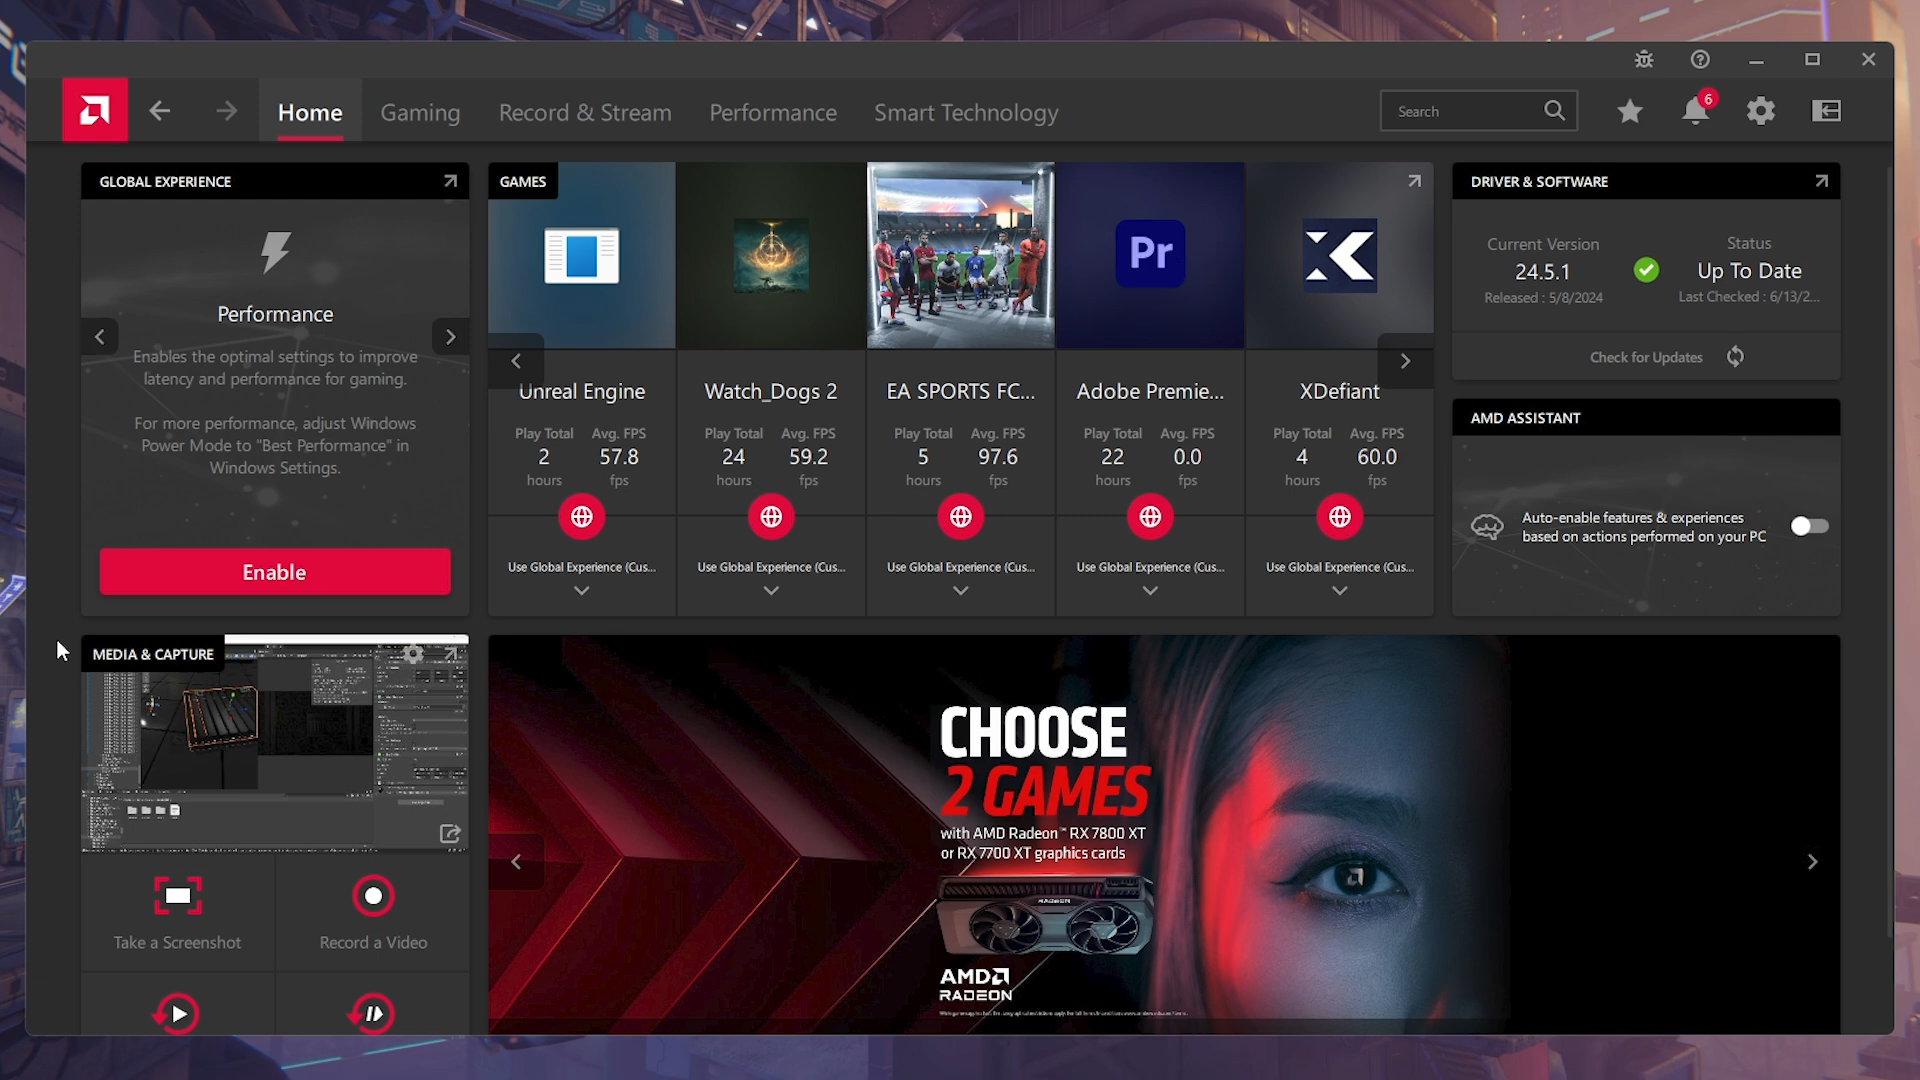 Home
Gaming
Record & Stream
Performance
Smart Technology
Search
6
GLOBAL EXPERIENCE
Performance
Enables the optimal settings to improve
latency and performance for gaming.
For more performance, adjust Windows
Power Mode to "Best Performance" in
Windows Settings.
Enable
GAMES
Pr
Unreal Engine
Play Total Avg. FPS
2 57.8
hours fps
Use Global Experience (Cus...
Watch_Dogs 2
Play Total Avg. FPS
24 59.2
hours fps
Use Global Experience (Cus...
EA SPORTS FC...
Play Total Avg. FPS
5 97.6
hours fps
Use Global Experience (Cus...
Adobe Premie...
Play Total Avg. FPS
22 0.0
hours fps
Use Global Experience (Cus...
XDefiant
Play Total Avg. FPS
4 60.0
hours fps
Use Global Experience (Cus...
DRIVER & SOFTWARE
Current Version
24.5.1
Released : 5/8/2024
Status
Up To Date
Last Checked : 6/13/2...
Check for Updates
AMD ASSISTANT
Auto-enable features & experiences
based on actions performed on your PC
MEDIA & CAPTURE
Take a Screenshot
Record a Video
CHOOSE
2 GAMES
with AMD Radeon™ RX 7800 XT
or RX 7700 XT graphics cards
RADEON
AMD
RADEON